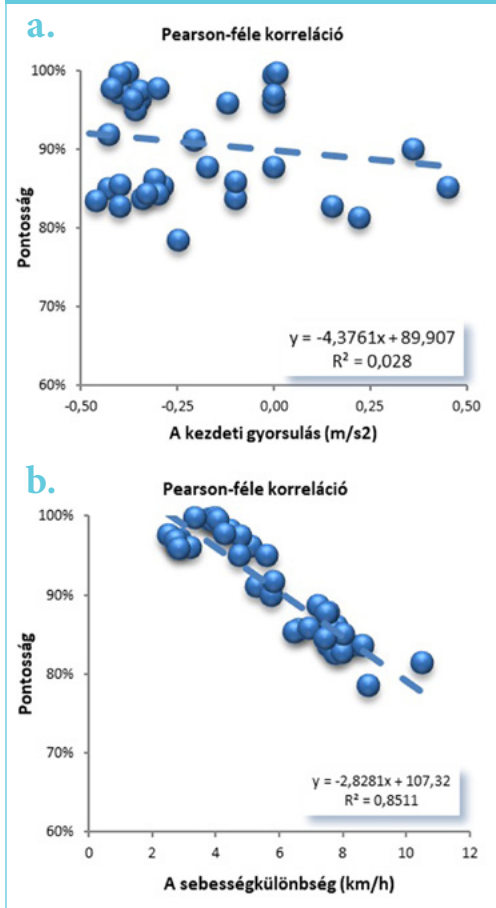 a.
Pearson-féle korreláció
100%
90%
80%
70%
60%
Pontosság
y = -4,3761x + 89,907
R² = 0,028
-0,50
-0,25
0,00
0,25
0,50
A kezdeti gyorsulás (m/s2)
b.
Pearson-féle korreláció
100%
90%
80%
70%
60%
Pontosság
y = -2,8281x + 107,32
R² = 0,8511
0
2
4
6
8
10
12
A sebességkülönbség (km/h)